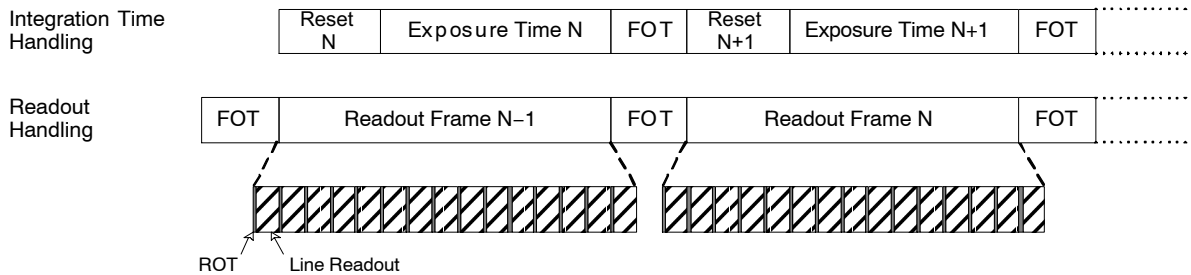 Integration Time
Handling
Reset
N
Exposure Time N
FOT
Reset
N+1
Exposure Time N+1
FOT
Readout
Handling
FOT
Readout Frame N−1
FOT
Readout Frame N
FOT
ROT
Line Readout